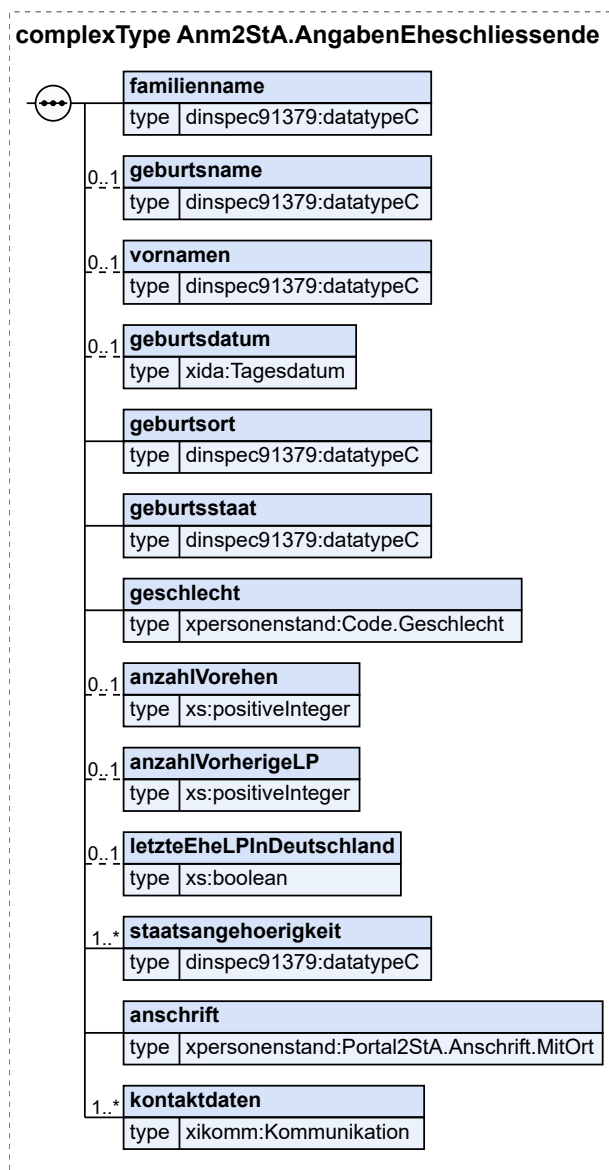 complexType Anm2StA.AngabenEheschliessende
familienname
type dinspec91379:datatypeC
0..1 geburtsname
type dinspec91379:datatypeC
0..1 vornamen
type dinspec91379:datatypeC
0..1 geburtsdatum
type xida:Tagesdatum
geburtsort
type dinspec91379:datatypeC
geburtsstaat
type dinspec91379:datatypeC
geschlecht
type xpersonenstand:Code.Geschlecht
0..1 anzahlVorehen
type xs:positiveInteger
0..1 anzahlVorherigeLP
type xs:positiveInteger
0..1 letzteEheLPInDeutschland
type xs:boolean
1..* staatsangehoerigkeit
type dinspec91379:datatypeC
anschrift
type xpersonenstand:Portal2StA.Anschrift.MitOrt
1..* kontaktdaten
type xikomm:Kommunikation